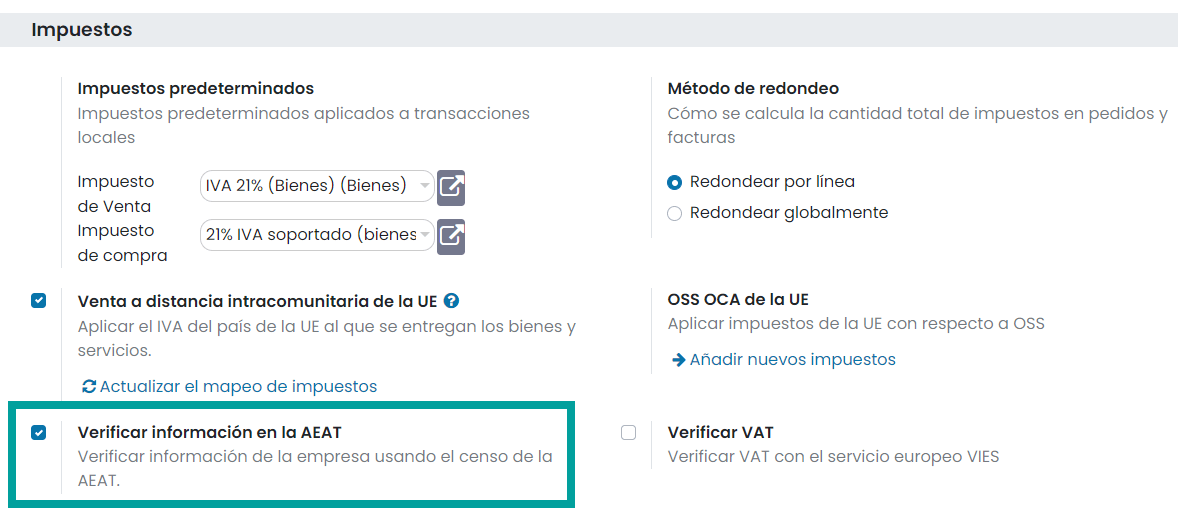 Impuestos
Impuestos predeterminados
Impuestos predeterminados aplicados a transacciones
locales
Impuesto
de Venta
IVA 21% (Bienes) (Bienes)
Impuesto
de compra
21% IVA soportado (bienes
Método de redondeo
Cómo se calcula la cantidad total de impuestos en pedidos y
facturas
Redondear por línea
Redondear globalmente
Venta a distancia intracomunitaria de la UE ?
Aplicar el IVA del país de la UE al que se entregan los bienes y
servicios.
Actualizar el mapeo de impuestos
OSS OCA de la UE
Aplicar impuestos de la UE con respecto a OSS
Añadir nuevos impuestos
Verificar información en la AEAT
Verificar información de la empresa usando el censo de la
AEAT.
Verificar VAT
Verificar VAT con el servicio europeo VIES